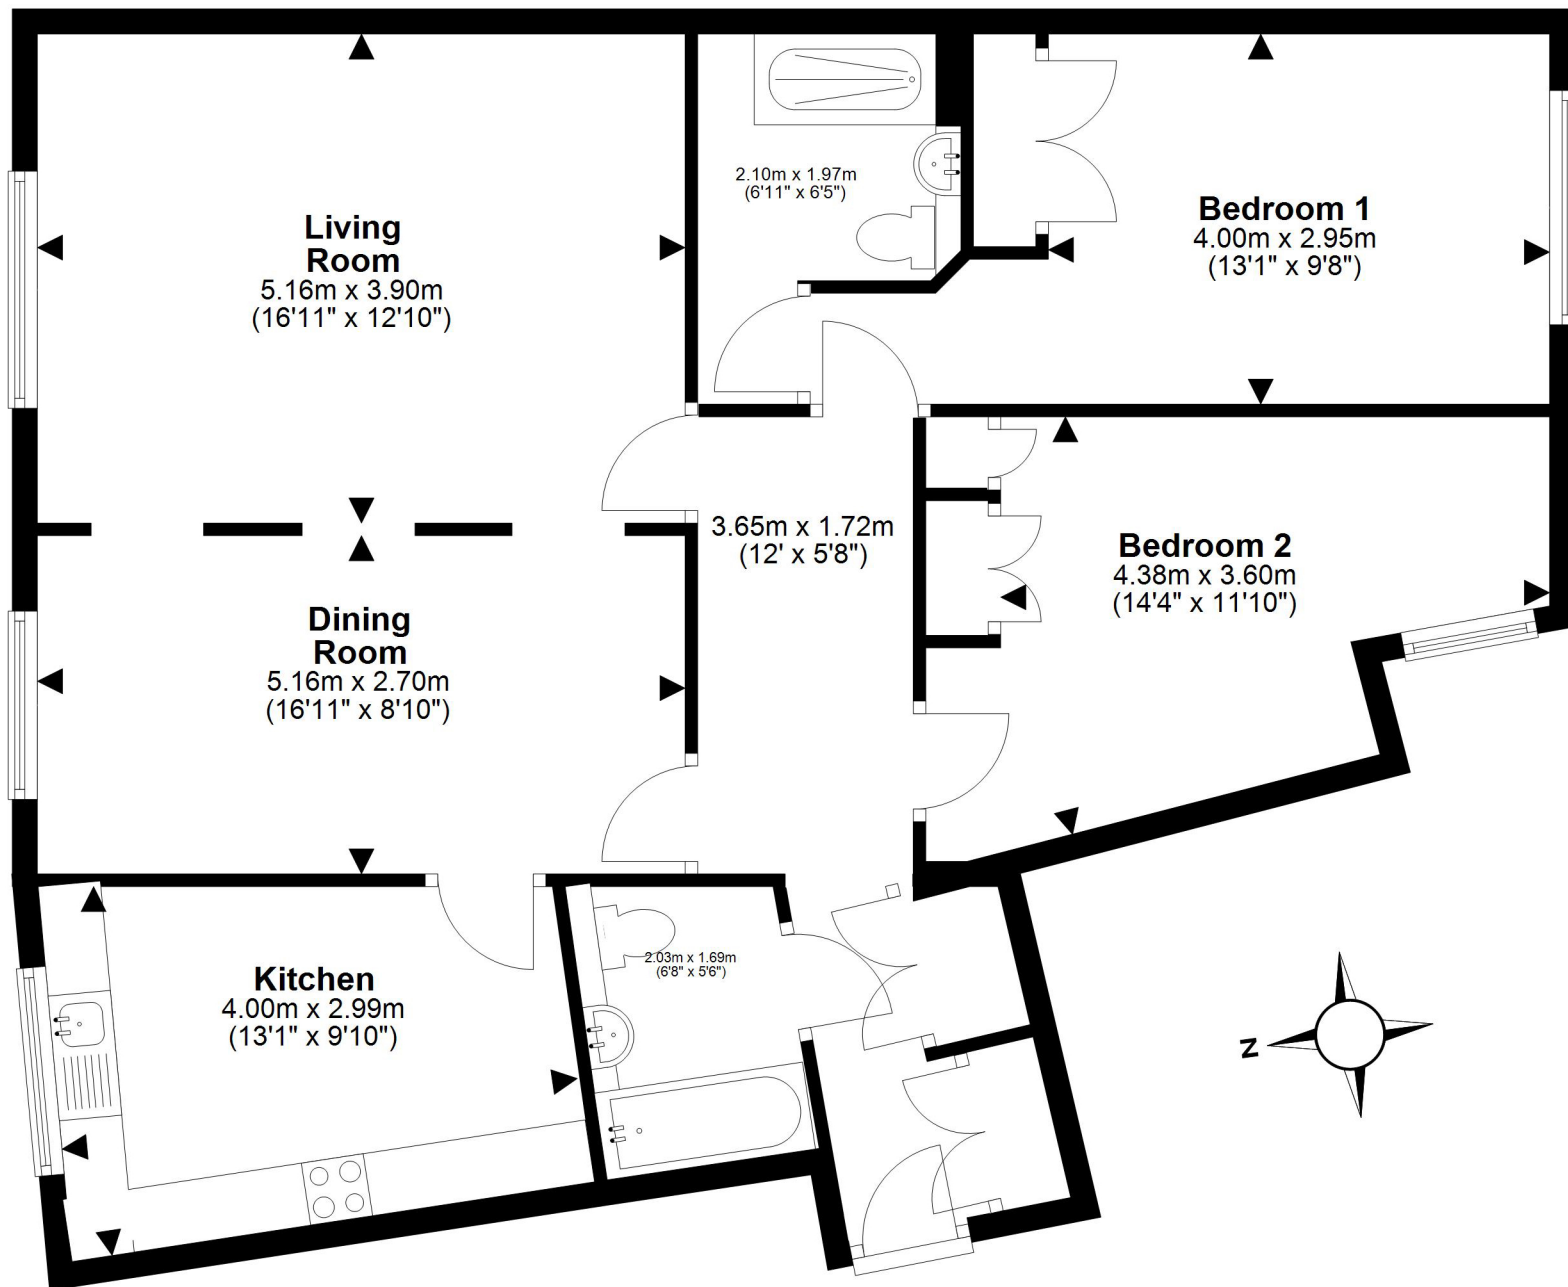 Living
Room
5.16m x 3.90m
(16'11" x 12'10")
2.10m x 1.97m
(6'11" x 6'5")
Bedroom 1
4.00m x 2.95m
(13'1" x 9'8")
3.65m x 1.72m
(12' x 5'8")
Bedroom 2
4.38m x 3.60m
(14'4" x 11'10")
Dining
Room
5.16m x 2.70m
(16'11" x 8'10")
Kitchen
4.00m x 2.99m
(13'1" x 9'10")
2.03m x 1.69m
(6'8" x 5'6")
N